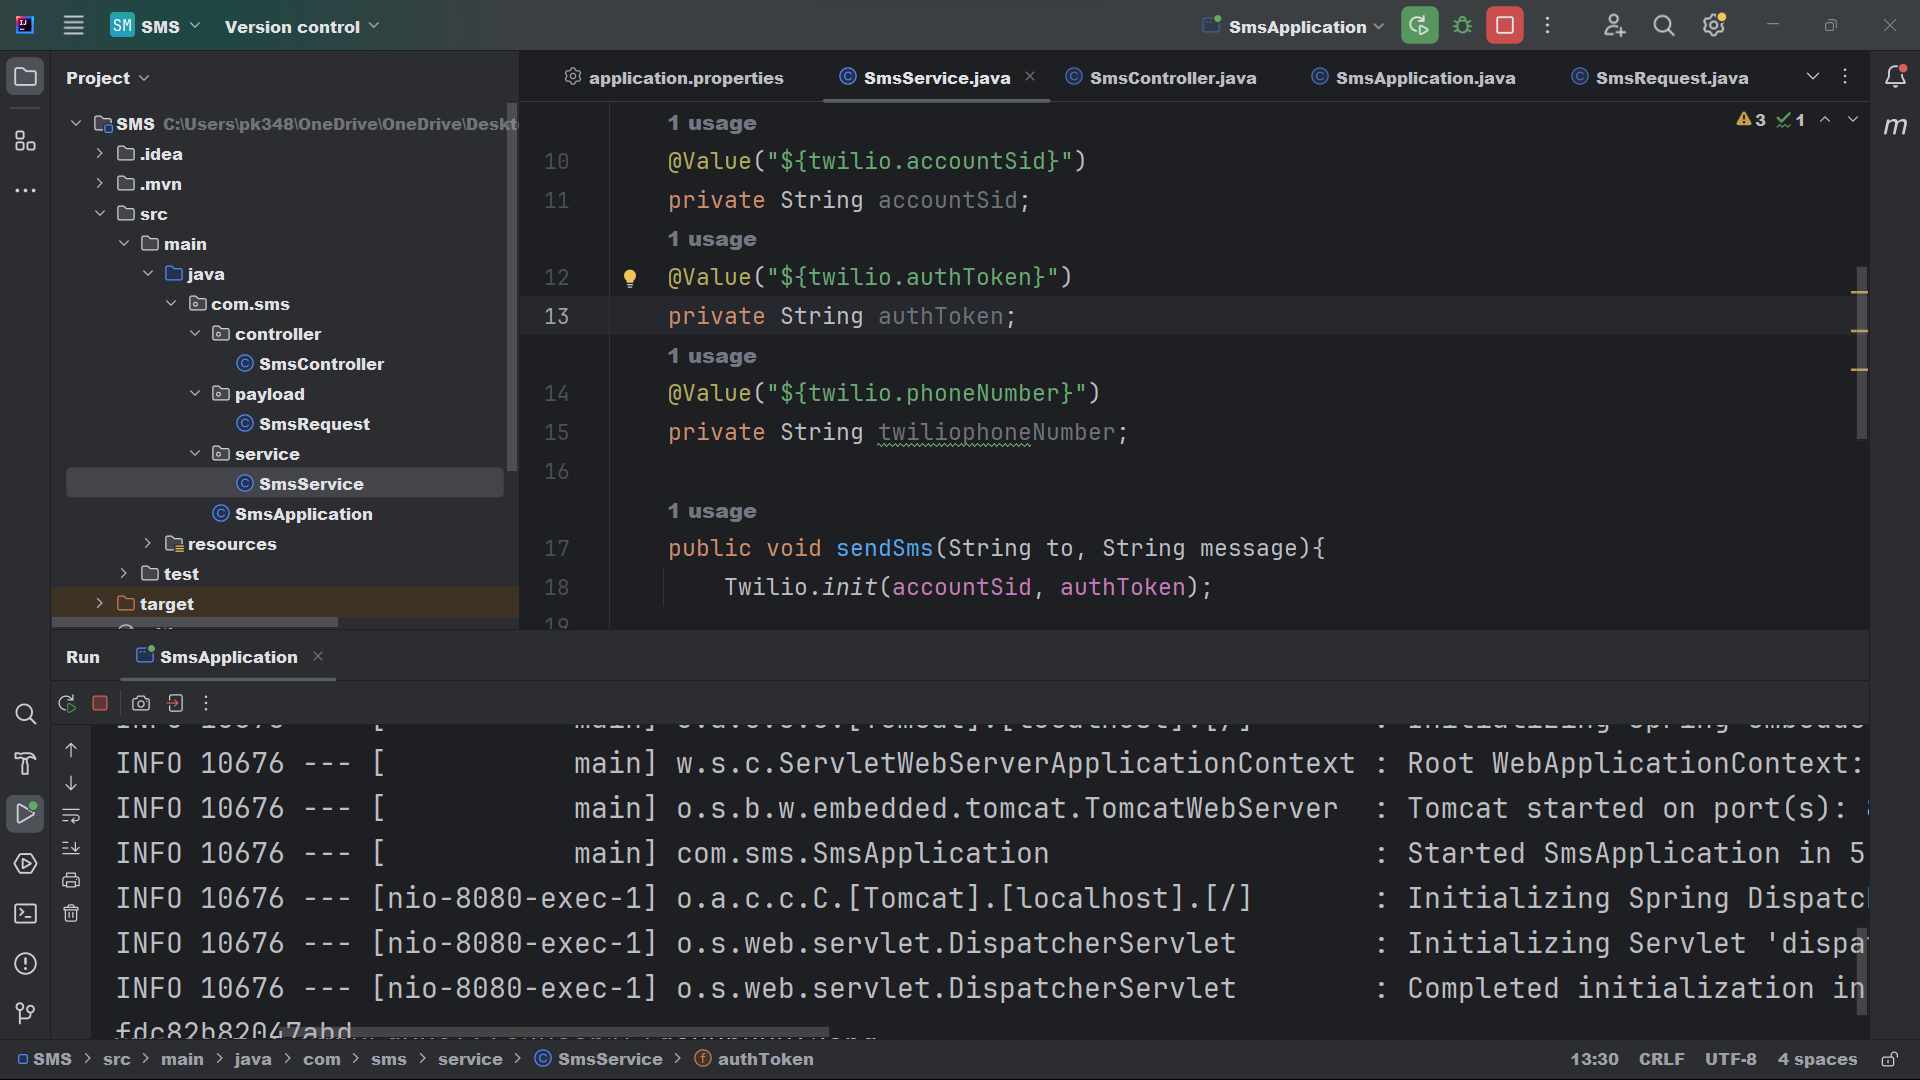 SM SMS Version control SmsApplication
Project
SMS C:\Users\pk348\OneDrive\OneDrive\Deskt
.idea
.mvn
src
main
java
com.sms
controller
SmsController
payload
SmsRequest
service
SmsService
SmsApplication
resources
test
target
application.properties SmsService.java SmsController.java SmsApplication.java SmsRequest.java
3 1
m
1 usage
10 @Value("${twilio.accountSid}")
11 private String accountSid;
1 usage
12 @Value("${twilio.authToken}")
13 private String authToken;
1 usage
14 @Value("${twilio.phoneNumber}")
15 private String twiliophoneNumber;
16
1 usage
17 public void sendSms(String to, String message){
18 Twilio.init(accountSid, authToken);
19
Run SmsApplication
INFO 10676 --- [ main] w.s.c.ServletWebServerApplicationContext : Root WebApplicationContext:
INFO 10676 --- [ main] o.s.b.w.embedded.tomcat.TomcatWebServer : Tomcat started on port(s):
INFO 10676 --- [ main] com.sms.SmsApplication : Started SmsApplication in 5
INFO 10676 --- [nio-8080-exec-1] o.a.c.c.C.[Tomcat].[localhost].[/] : Initializing Spring Dispatch
INFO 10676 --- [nio-8080-exec-1] o.s.web.servlet.DispatcherServlet : Initializing Servlet 'dispat
INFO 10676 --- [nio-8080-exec-1] o.s.web.servlet.DispatcherServlet : Completed initialization in
fdc82b82047abd
SMS > src > main > java > com > sms > service > SmsService > authToken
13:30 CRLF UTF-8 4 spaces